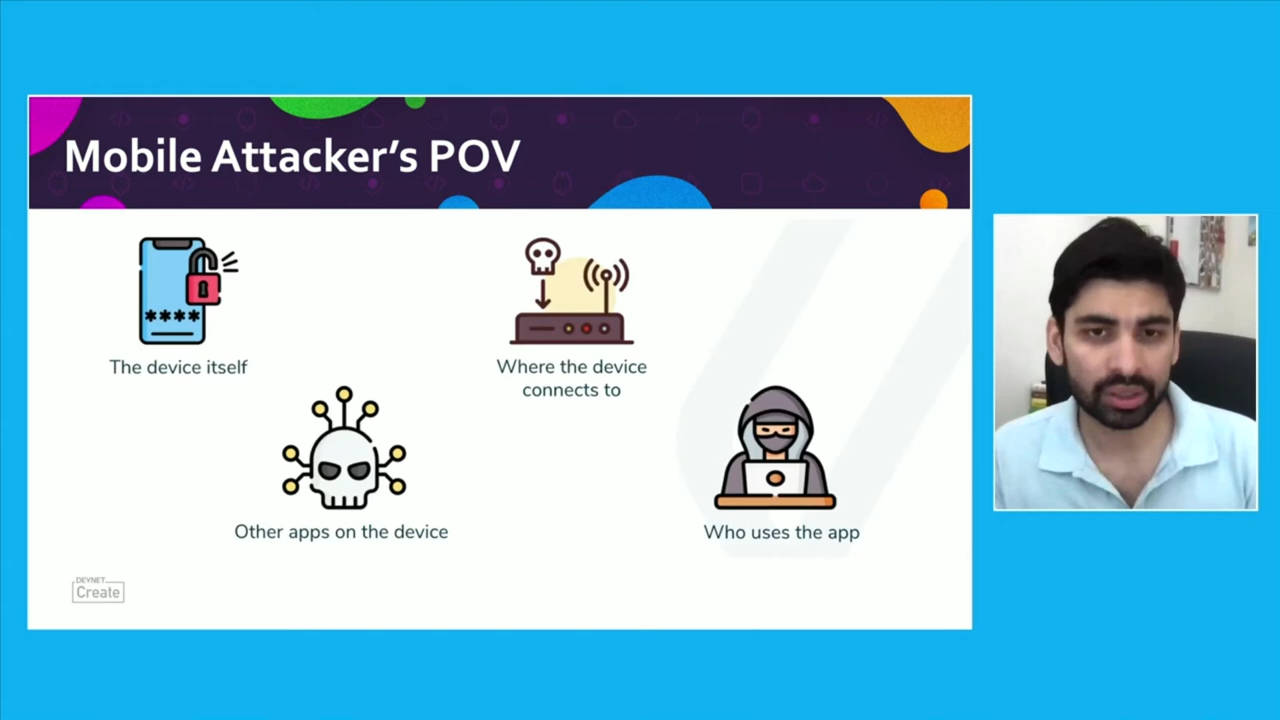 Mobile Attacker's POV
****
The device itself
Where the device
connects to
Other apps on the device
Who uses the app
DEVNET
Create